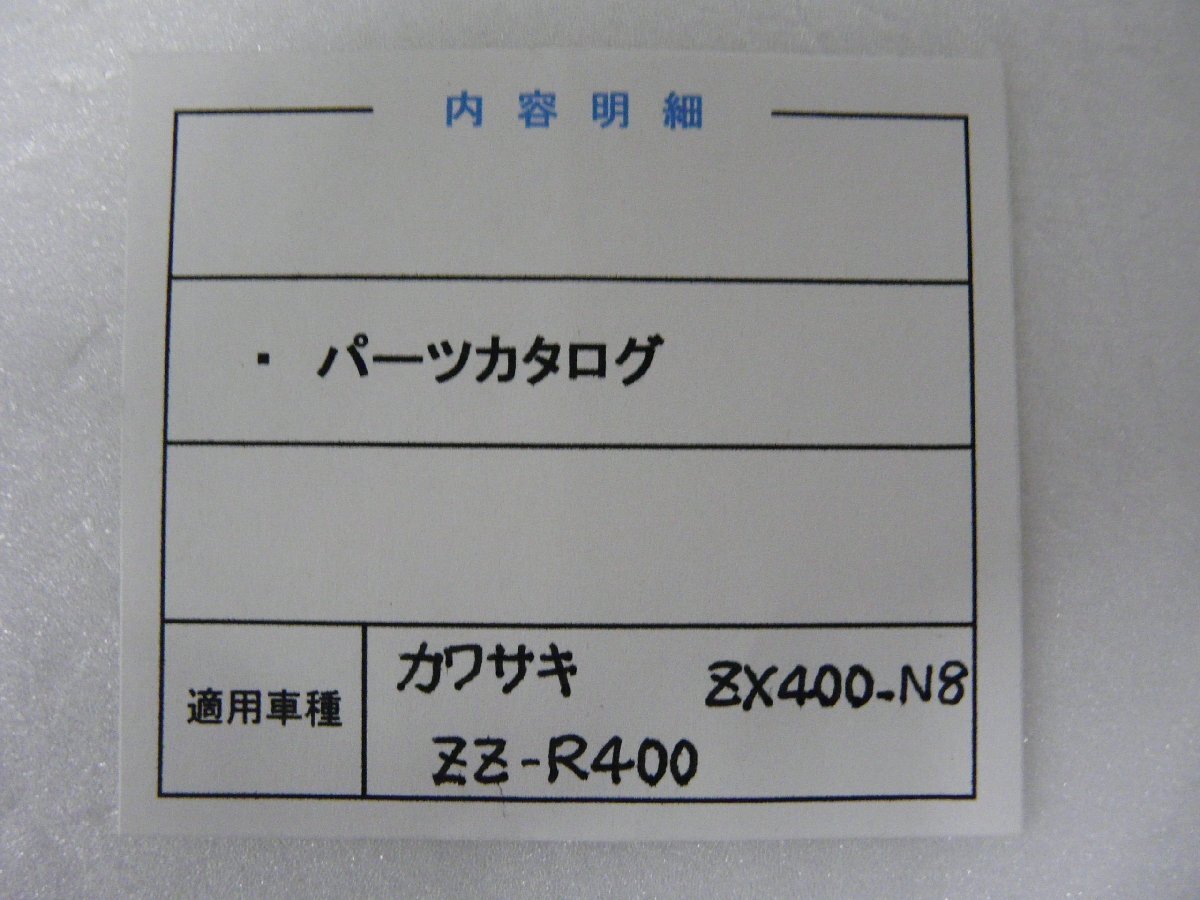 内容明細
・ パーツカタログ
適用車種
カワサキ ZX400-N8
ZZ-R400